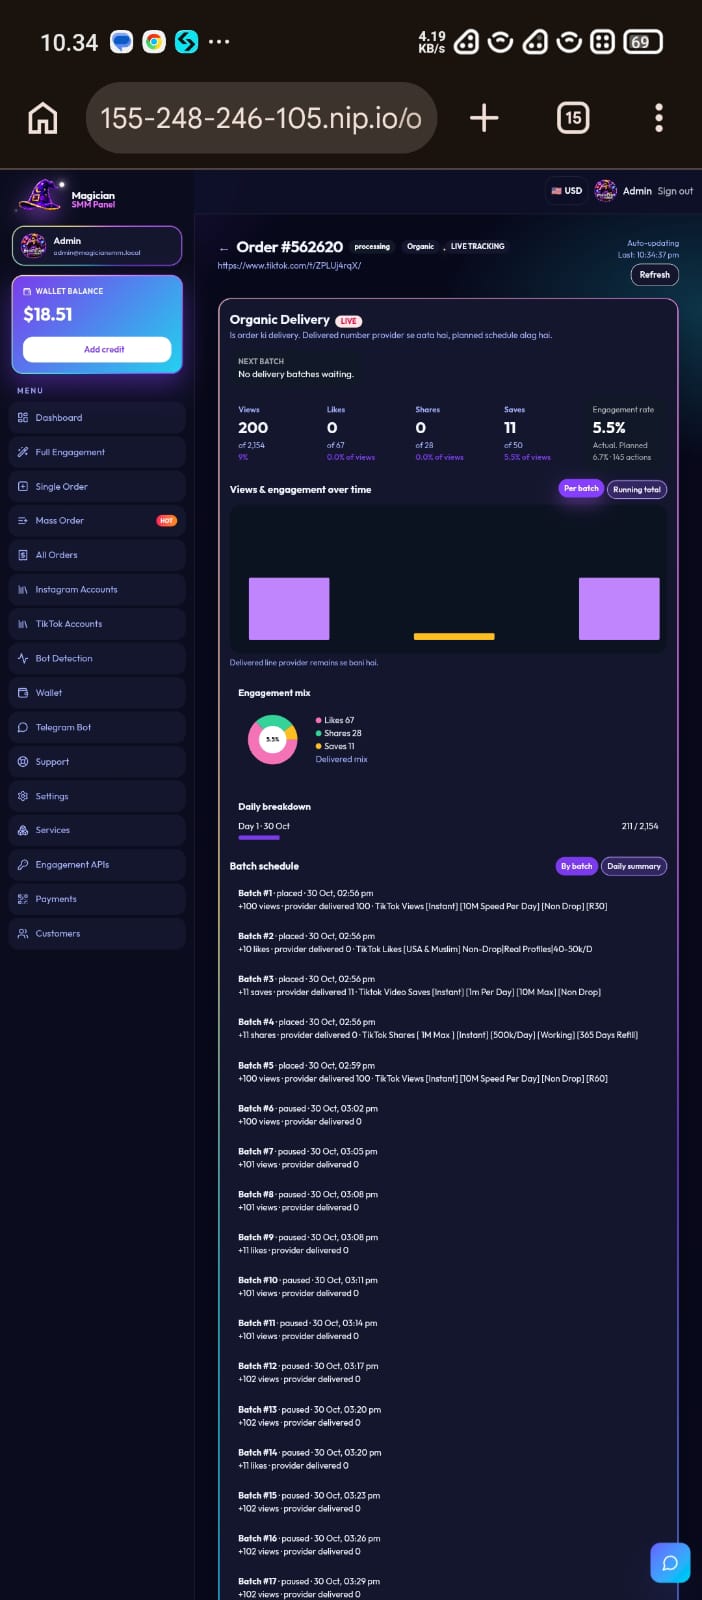 10.34
4.19
KB/s
69
155-248-246-105.nip.io/o
15
Magician
SMM Panel
🇺🇸 USD
Admin
Sign out
Admin
admin@magiciansmm.local
WALLET BALANCE
$18.51
Add credit
MENU
Dashboard
Full Engagement
Single Order
Mass Order
HOT
All Orders
Instagram Accounts
TikTok Accounts
Bot Detection
Wallet
Telegram Bot
Support
Settings
Services
Engagement APIs
Payments
Customers
← Order #562620 processing Organic . LIVE TRACKING
https://www.tiktok.com/t/ZPLUj4rqX/
Auto-updating
Last: 10:34:37 pm
Refresh
Organic Delivery LIVE
Is order ki delivery. Delivered number provider se aata hai, planned schedule alag hai.
NEXT BATCH
No delivery batches waiting.
Views
200
of 2,154
9%
Likes
0
of 67
0.0% of views
Shares
0
of 28
0.0% of views
Saves
11
of 50
5.5% of views
Engagement rate
5.5%
Actual. Planned
6.7% · 145 actions
Views & engagement over time
Per batch
Running total
Delivered line provider remains se bani hai.
Engagement mix
5.5%
Likes 67
Shares 28
Saves 11
Delivered mix
Daily breakdown
Day 1 · 30 Oct
211 / 2,154
Batch schedule
By batch
Daily summary
Batch #1 · placed · 30 Oct, 02:56 pm
+100 views · provider delivered 100 · TikTok Views [Instant] [10M Speed Per Day] [Non Drop] [R30]
Batch #2 · placed · 30 Oct, 02:56 pm
+10 likes · provider delivered 0 · TikTok Likes [USA & Muslim] Non-Drop|Real Profiles|40-50k/D
Batch #3 · placed · 30 Oct, 02:56 pm
+11 saves · provider delivered 11 · Tiktok Video Saves [Instant] [1m Per Day] [10M Max] [Non Drop]
Batch #4 · placed · 30 Oct, 02:56 pm
+11 shares · provider delivered 0 · TikTok Shares [ 1M Max ] [Instant] [500k/Day] [Working] [365 Days Refill]
Batch #5 · placed · 30 Oct, 02:59 pm
+100 views · provider delivered 100 · TikTok Views [Instant] [10M Speed Per Day] [Non Drop] [R60]
Batch #6 · paused · 30 Oct, 03:02 pm
+100 views · provider delivered 0
Batch #7 · paused · 30 Oct, 03:05 pm
+101 views · provider delivered 0
Batch #8 · paused · 30 Oct, 03:08 pm
+101 views · provider delivered 0
Batch #9 · paused · 30 Oct, 03:08 pm
+11 likes · provider delivered 0
Batch #10 · paused · 30 Oct, 03:11 pm
+101 views · provider delivered 0
Batch #11 · paused · 30 Oct, 03:14 pm
+101 views · provider delivered 0
Batch #12 · paused · 30 Oct, 03:17 pm
+102 views · provider delivered 0
Batch #13 · paused · 30 Oct, 03:20 pm
+102 views · provider delivered 0
Batch #14 · paused · 30 Oct, 03:20 pm
+11 likes · provider delivered 0
Batch #15 · paused · 30 Oct, 03:23 pm
+102 views · provider delivered 0
Batch #16 · paused · 30 Oct, 03:26 pm
+102 views · provider delivered 0
Batch #17 · paused · 30 Oct, 03:29 pm
+102 views · provider delivered 0